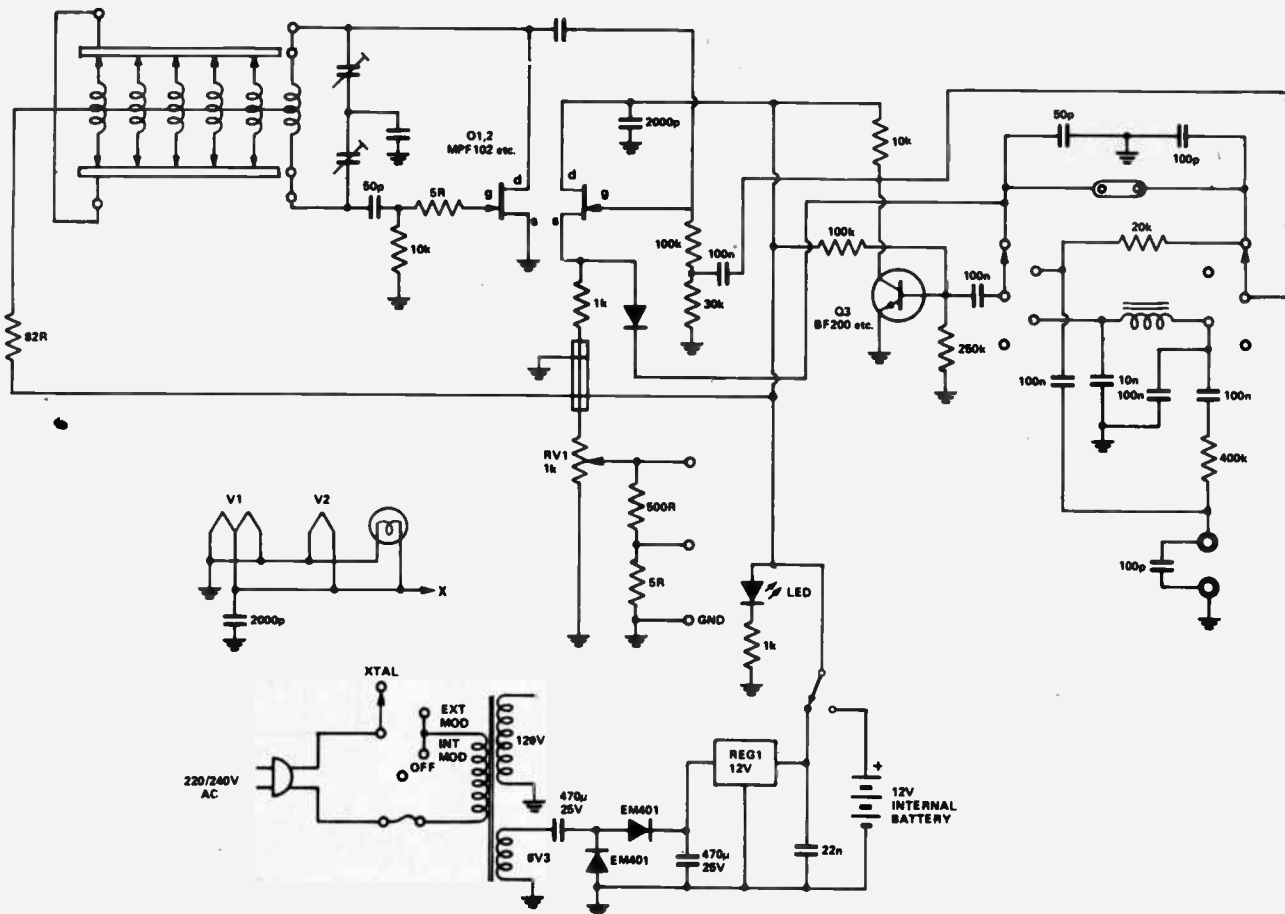 Q1,2
MPF102 etc.
2000p
10k
50p
100p
d
d
g
g
s
s
50p
5R
10k
100k
100n
30k
100k
100n
20k
Q3
BF200 etc.
250k
1k
82R
100n
10n
100n
100n
400k
RV1
1k
500R
5R
GND
V1
V2
X
2000p
LED
1k
100p
XTAL
EXT
MOD
INT
MOD
OFF
220/240V
AC
120V
6V3
470µ
25V
EM401
EM401
470µ
25V
REG1
12V
22n
+
12V
INTERNAL
BATTERY